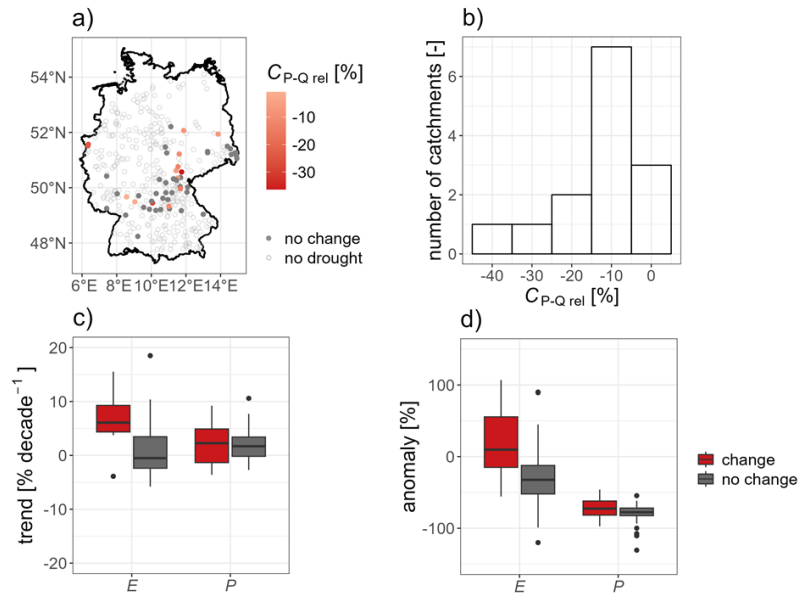 a)
54°N
52°N
50°N
48°N
6°E 8°E 10°E 12°E 14°E
C P-Q rel [%]
-10
-20
-30
no change
no drought
b)
number of catchments [-]
6
4
2
0
-40 -30 -20 -10 0
C P-Q rel [%]
c)
trend [% decade⁻¹ ]
20
10
0
-10
-20
E P
d)
anomaly [%]
100
0
-100
E P
change
no change